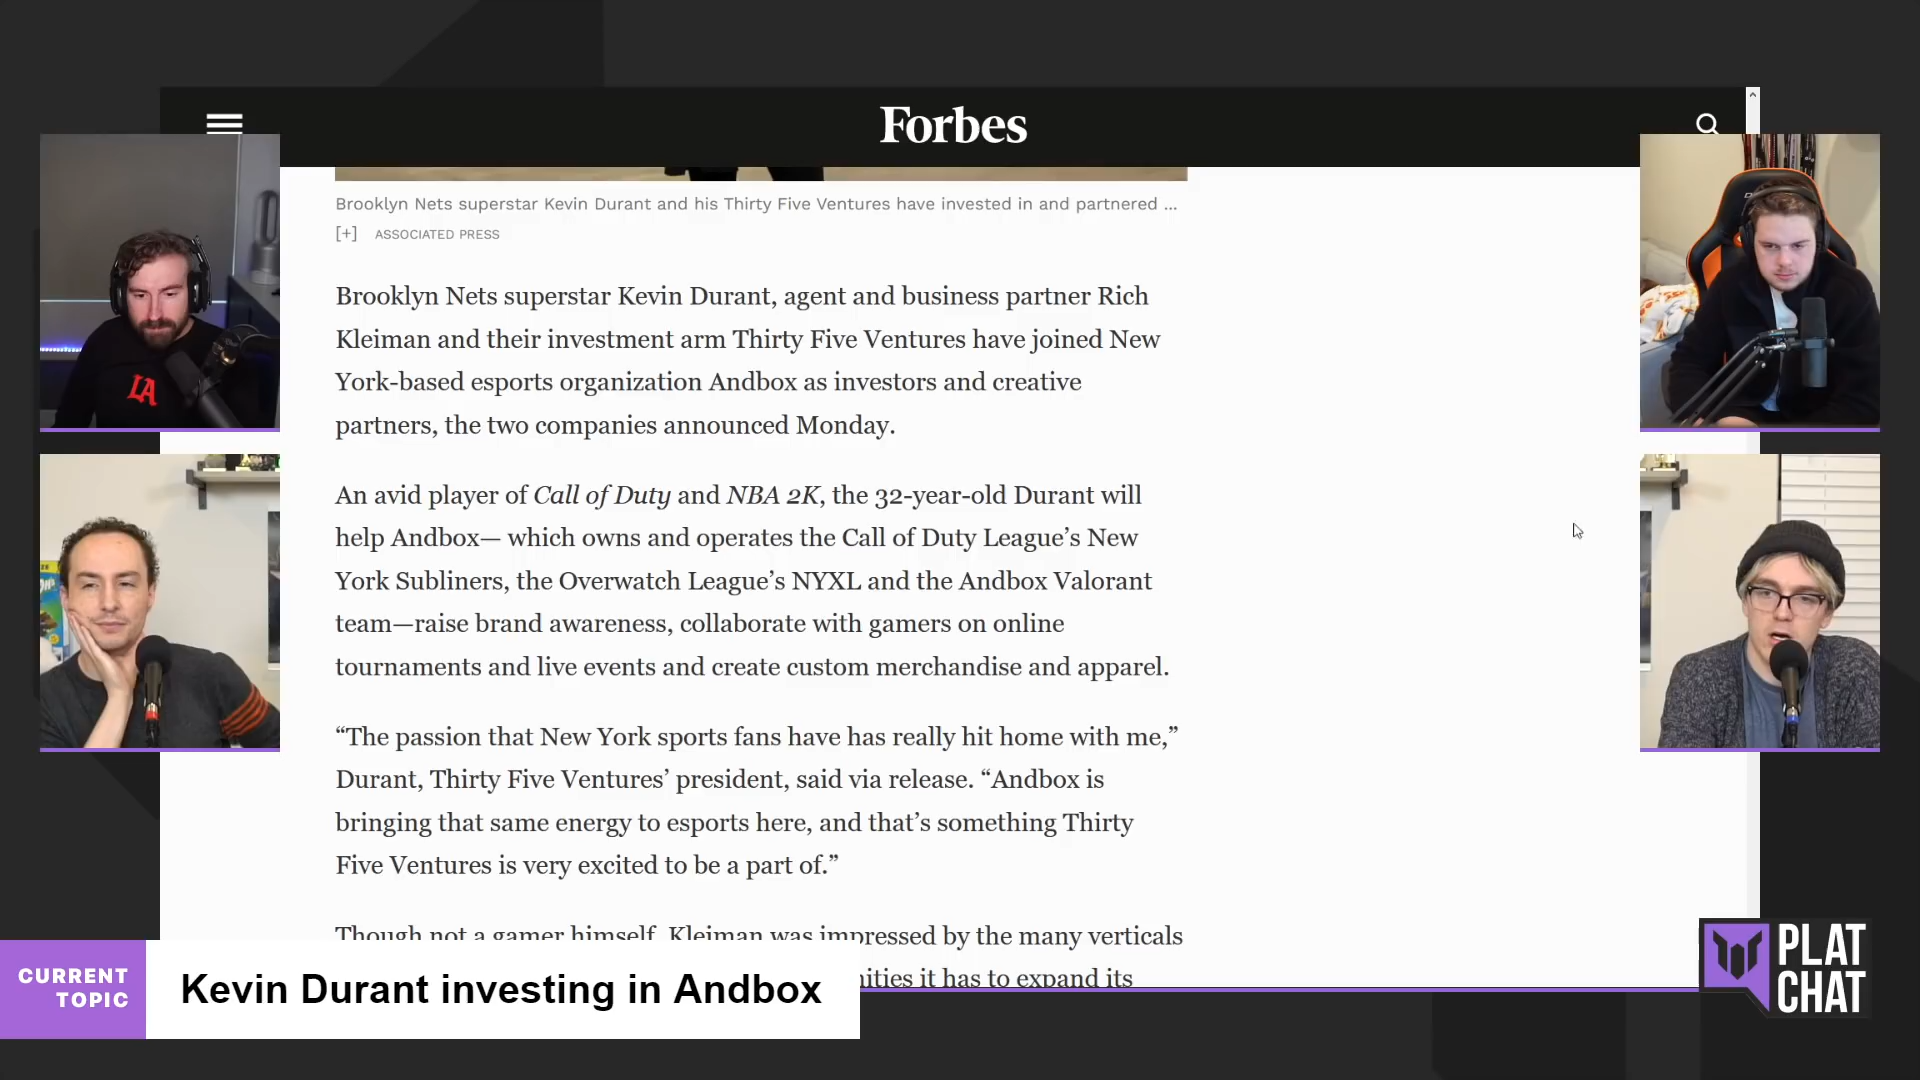 Forbes
Brooklyn Nets superstar Kevin Durant and his Thirty Five Ventures have invested in and partnered ...
[+] ASSOCIATED PRESS
Brooklyn Nets superstar Kevin Durant, agent and business partner Rich
Kleiman and their investment arm Thirty Five Ventures have joined New
York-based esports organization Andbox as investors and creative
partners, the two companies announced Monday.
An avid player of Call of Duty and NBA 2K, the 32-year-old Durant will
help Andbox— which owns and operates the Call of Duty League’s New
York Subliners, the Overwatch League’s NYXL and the Andbox Valorant
team—raise brand awareness, collaborate with gamers on online
tournaments and live events and create custom merchandise and apparel.
“The passion that New York sports fans have has really hit home with me,”
Durant, Thirty Five Ventures’ president, said via release. “Andbox is
bringing that same energy to esports here, and that’s something Thirty
Five Ventures is very excited to be a part of.”
Though not a gamer himself, Kleiman was impressed by the many verticals
it has to expand its
LA
CURRENT
TOPIC
Kevin Durant investing in Andbox
PLAT
CHAT